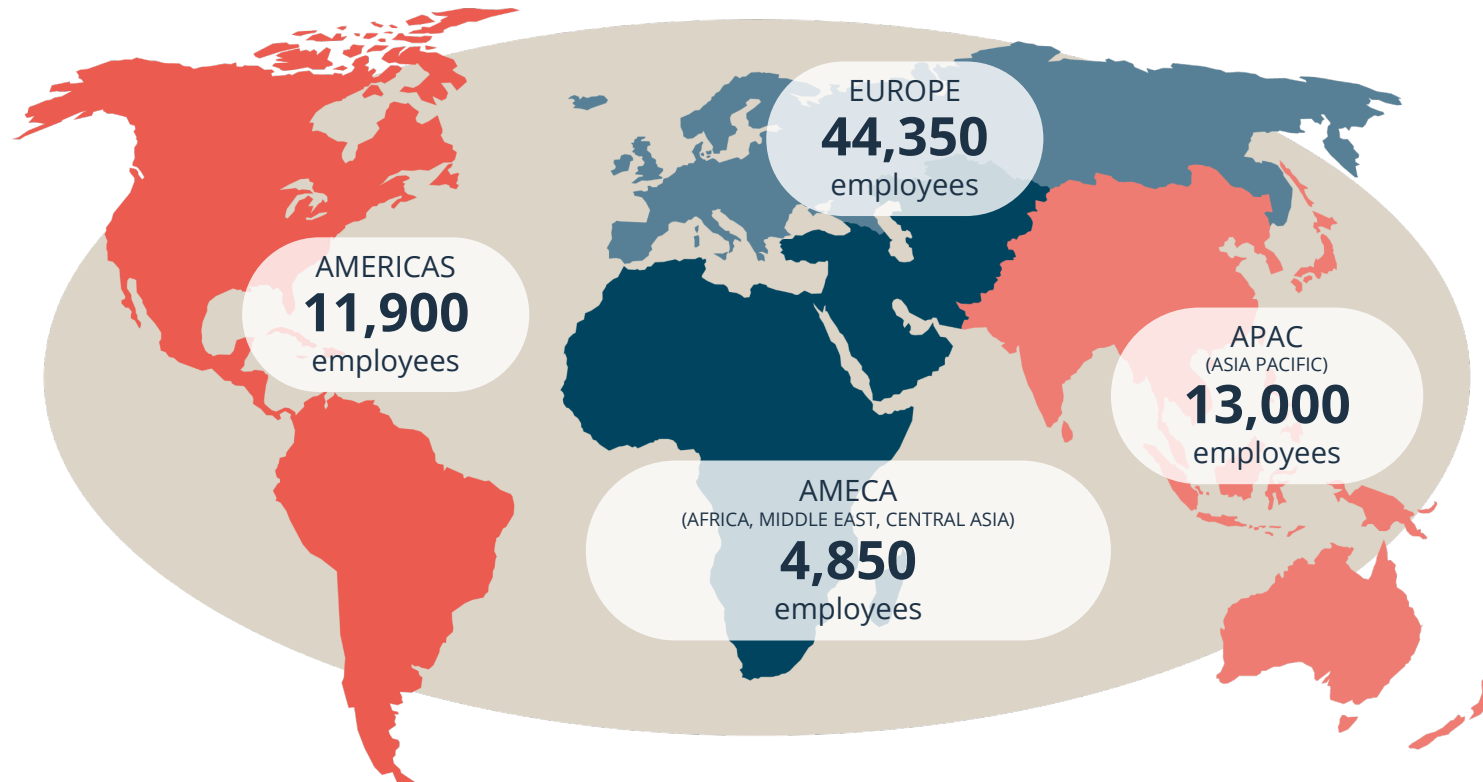 EUROPE
44,350
employees
AMERICAS
11,900
employees
APAC
(ASIA PACIFIC)
13,000
employees
AMECA
(AFRICA, MIDDLE EAST, CENTRAL ASIA)
4,850
employees